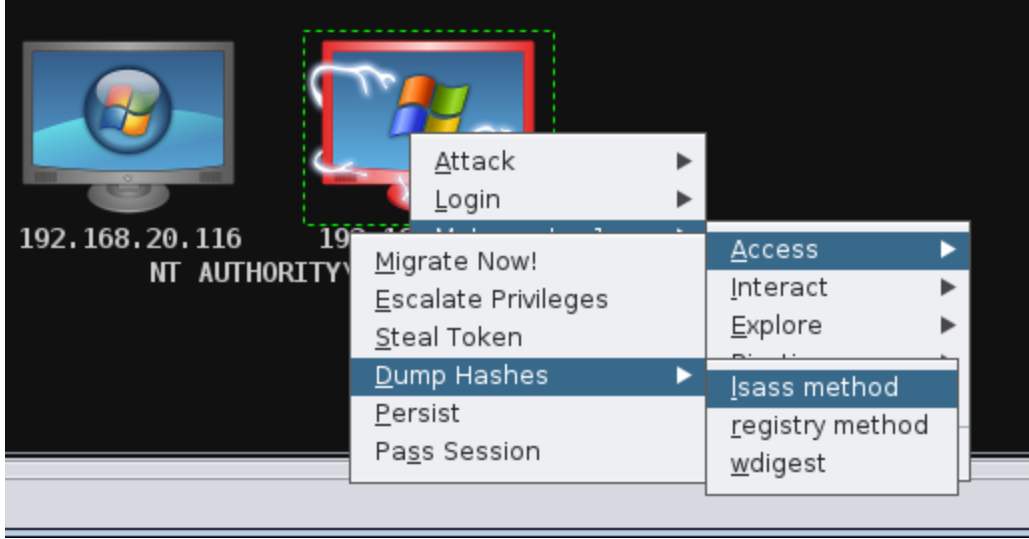 Attack
Login
192.168.20.116
19
NT AUTHORITY\
Migrate Now!
Escalate Privileges
Steal Token
Dump Hashes
Persist
Pass Session
Access
Interact
Explore
lsass method
registry method
wdigest